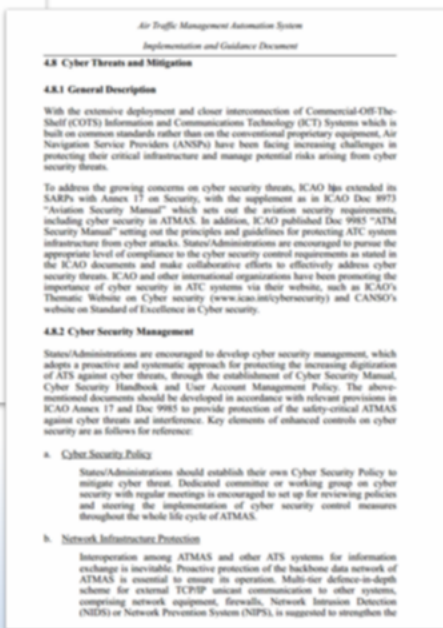 Air Traffic Management Automation System
Implementation and Guidance Document
4.8 Cyber Threats and Mitigation
4.8.1 General Description
With the extensive deployment and closer interconnection of Commercial-Off-The-
Shelf (COTS) Information and Communications Technology (ICT) Systems which is
built on common standards rather than on the conventional proprietary equipment, Air
Navigation Service Providers (ANSPs) have been facing increasing challenges in
protecting their critical infrastructure and manage potential risks arising from cyber
security threats.
To address the growing concerns on cyber security threats, ICAO has extended its
SARPs with Annex 17 on Security, with the supplement as in ICAO Doc 8973
“Aviation Security Manual” which sets out the aviation security requirements,
including cyber security in ATMAS. In addition, ICAO published Doc 9985 “ATM
Security Manual” setting out the principles and guidelines for protecting ATC system
infrastructure from cyber attacks. States/Administrations are encouraged to pursue the
appropriate level of compliance to the cyber security control requirements as stated in
the ICAO documents and make collaborative efforts to effectively address cyber
security threats. ICAO and other international organizations have been promoting the
importance of cyber security in ATC systems via their website, such as ICAO’s
Thematic Website on Cyber security (www.icao.int/cybersecurity) and CANSO’s
website on Standard of Excellence in Cyber security.
4.8.2 Cyber Security Management
States/Administrations are encouraged to develop cyber security management, which
adopts a proactive and systematic approach for protecting the increasing digitization
of ATS against cyber threats, through the establishment of Cyber Security Manual,
Cyber Security Handbook and User Account Management Policy. The above-
mentioned documents should be developed in accordance with relevant provisions in
ICAO Annex 17 and Doc 9985 to provide protection of the safety-critical ATMAS
against cyber threats and interference. Key elements of enhanced controls on cyber
security are as follows for reference:
a. Cyber Security Policy
States/Administrations should establish their own Cyber Security Policy to
mitigate cyber threat. Dedicated committee or working group on cyber
security with regular meetings is encouraged to set up for reviewing policies
and steering the implementation of cyber security control measures
throughout the whole life cycle of ATMAS.
b. Network Infrastructure Protection
Interoperation among ATMAS and other ATS systems for information
exchange is inevitable. Proactive protection of the backbone data network of
ATMAS is essential to ensure its operation. Multi-tier defence-in-depth
scheme for external TCP/IP unicast communication to other systems,
comprising network equipment, firewalls, Network Intrusion Detection
(NIDS) or Network Prevention System (NIPS), is suggested to strengthen the